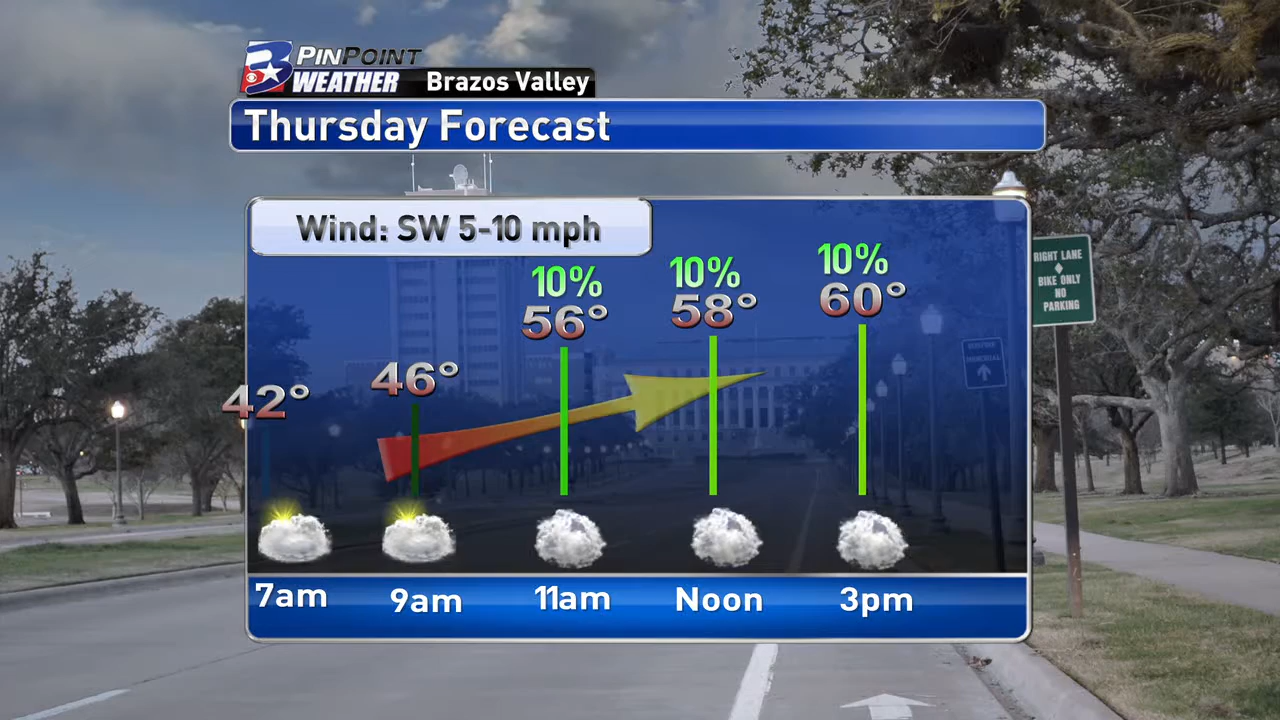 PINPOINT
WEATHER
Brazos Valley
Thursday Forecast
Wind: SW 5-10 mph
10%
10%
10%
42°
46°
56°
58°
60°
7am
9am
11am
Noon
3pm
RIGHT LANE
BIKE ONLY
NO
PARKING